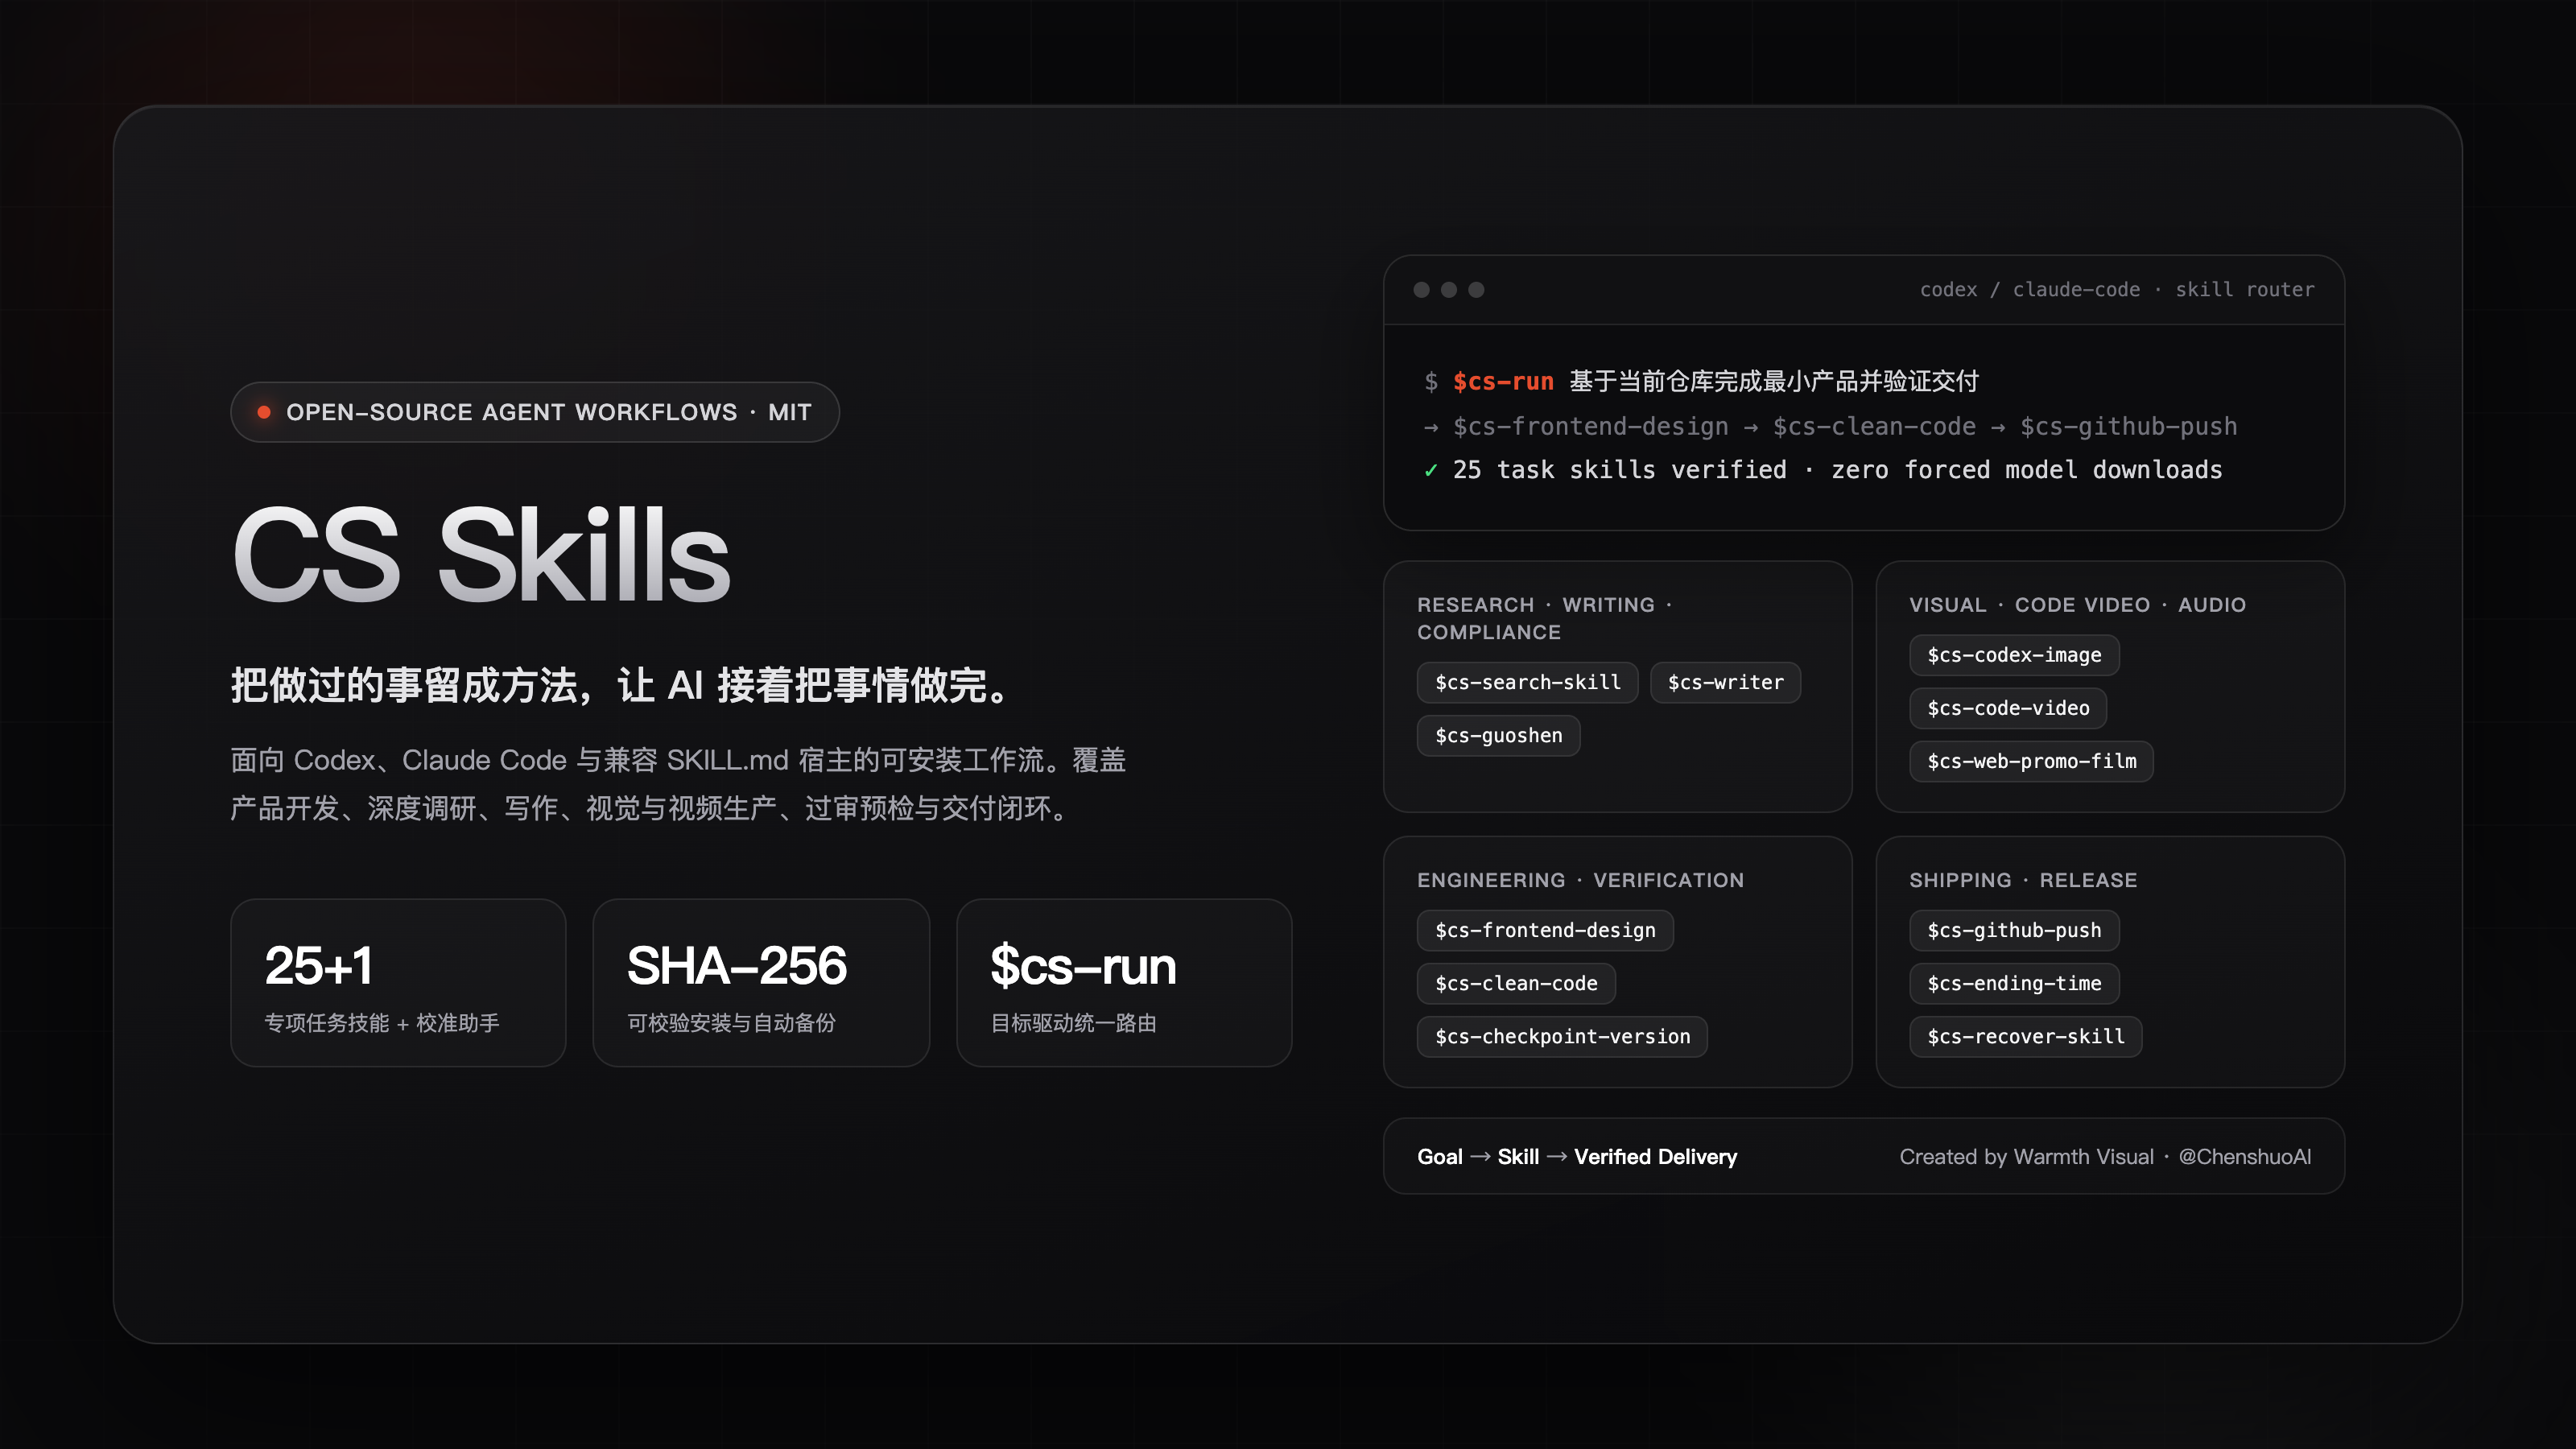 OPEN-SOURCE AGENT WORKFLOWS · MIT
CS Skills
把做过的事留成方法，让 AI 接着把事情做完。
面向 Codex、Claude Code 与兼容 SKILL.md 宿主的可安装工作流。覆盖
产品开发、深度调研、写作、视觉与视频生产、过审预检与交付闭环。
25+1
专项任务技能 + 校准助手
SHA-256
可校验安装与自动备份
$cs-run
目标驱动统一路由
codex / claude-code · skill router
$ $cs-run 基于当前仓库完成最小产品并验证交付
→ $cs-frontend-design → $cs-clean-code → $cs-github-push
✓ 25 task skills verified · zero forced model downloads
RESEARCH · WRITING ·
COMPLIANCE
$cs-search-skill $cs-writer
$cs-guoshen
VISUAL · CODE VIDEO · AUDIO
$cs-codex-image
$cs-code-video
$cs-web-promo-film
ENGINEERING · VERIFICATION
$cs-frontend-design
$cs-clean-code
$cs-checkpoint-version
SHIPPING · RELEASE
$cs-github-push
$cs-ending-time
$cs-recover-skill
Goal → Skill → Verified Delivery
Created by Warmth Visual · @ChenshuoAI